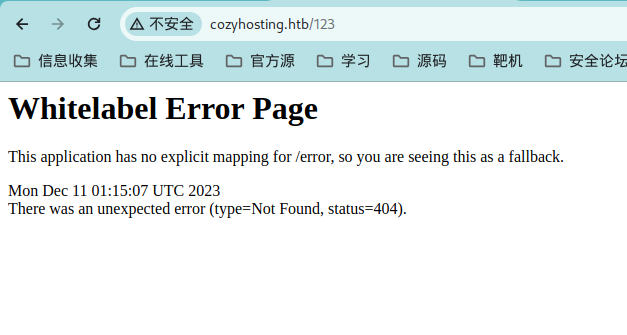 不安全 cozyhosting.htb/123
信息收集 在线工具 官方源 学习 源码 靶机 安全论坛
Whitelabel Error Page
This application has no explicit mapping for /error, so you are seeing this as a fallback.
Mon Dec 11 01:15:07 UTC 2023
There was an unexpected error (type=Not Found, status=404).